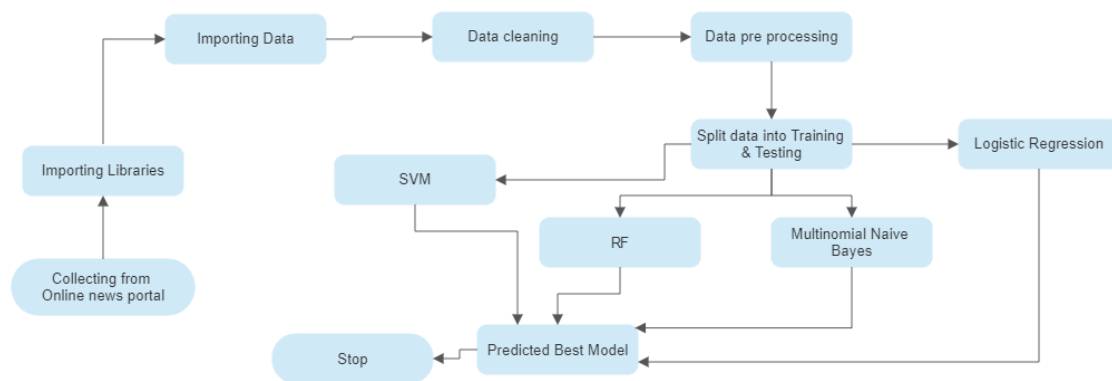 Importing Data
Data cleaning
Data pre processing
Importing Libraries
SVM
Split data into Training
& Testing
Logistic Regression
RF
Multinomial Naive
Bayes
Collecting from
Online news portal
Stop
Predicted Best Model